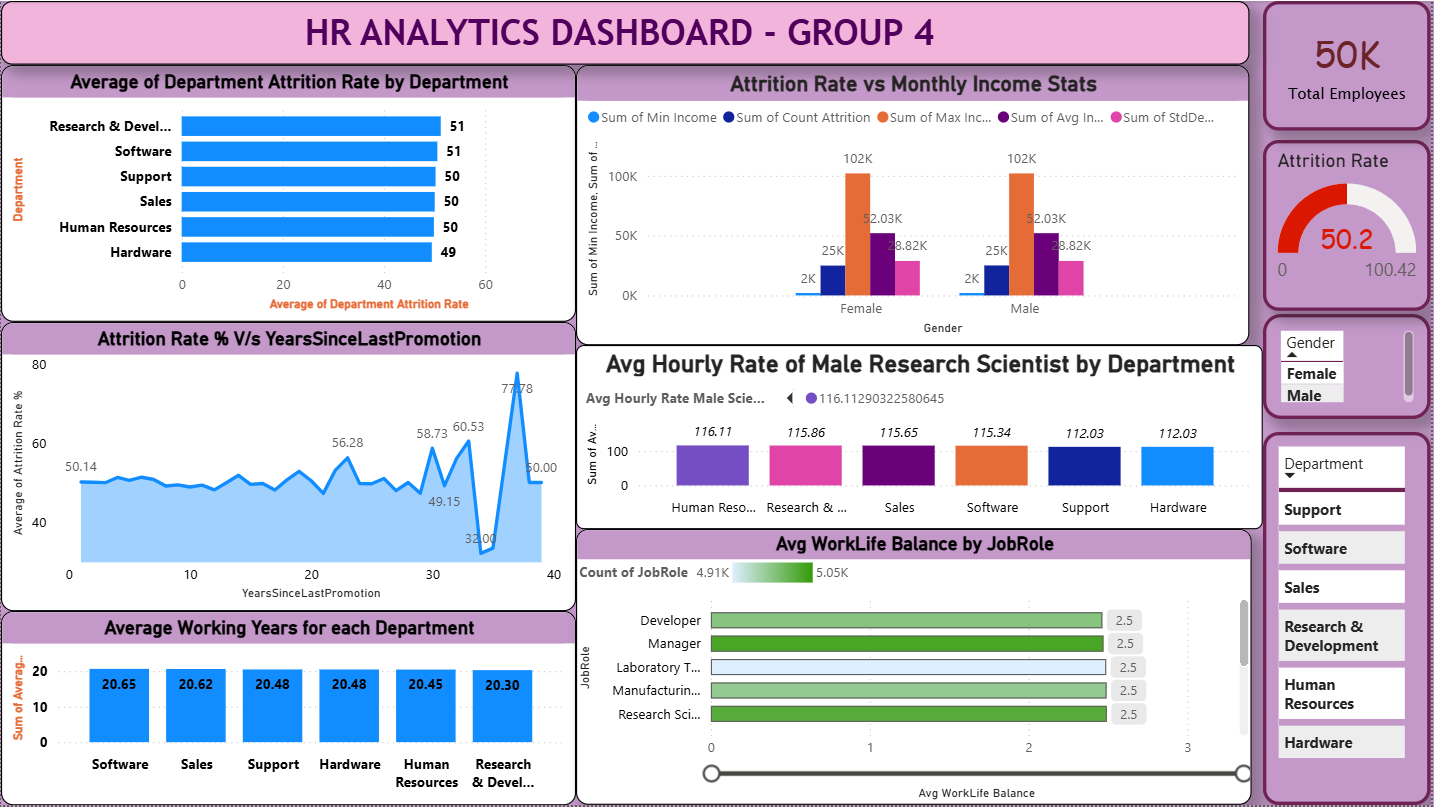 HR ANALYTICS DASHBOARD - GROUP 4
50K
Total Employees
Attrition Rate
50.2
0
100.42
Gender
Female
Male
Department
Support
Software
Sales
Research &
Development
Human
Resources
Hardware
Average of Department Attrition Rate by Department
Department
Research & Devel... 51
Software 51
Support 50
Sales 50
Human Resources 50
Hardware 49
0 20 40 60
Average of Department Attrition Rate
Attrition Rate vs Monthly Income Stats
Sum of Min Income Sum of Count Attrition Sum of Max Inc... Sum of Avg In... Sum of StdDe...
Sum of Min Income, Sum of ...
100K
50K
0K
2K 25K 102K 52.03K 28.82K
2K 25K 102K 52.03K 28.82K
Female Male
Gender
Attrition Rate % V/s YearsSinceLastPromotion
Average of Attrition Rate %
80
60
40
50.14 56.28 58.73 49.15 60.53 32.00 77.78 50.00
0 10 20 30 40
YearsSinceLastPromotion
Avg Hourly Rate of Male Research Scientist by Department
Avg Hourly Rate Male Scie... 116.11290322580645
Sum of Av...
100
0
116.11 115.86 115.65 115.34 112.03 112.03
Human Reso... Research & ... Sales Software Support Hardware
Average Working Years for each Department
Sum of Averag...
20
10
0
20.65 20.62 20.48 20.48 20.45 20.30
Software Sales Support Hardware Human Resources Research & Devel...
Avg WorkLife Balance by JobRole
Count of JobRole 4.91K 5.05K
JobRole
Developer 2.5
Manager 2.5
Laboratory T... 2.5
Manufacturin... 2.5
Research Sci... 2.5
0 1 2 3
Avg WorkLife Balance